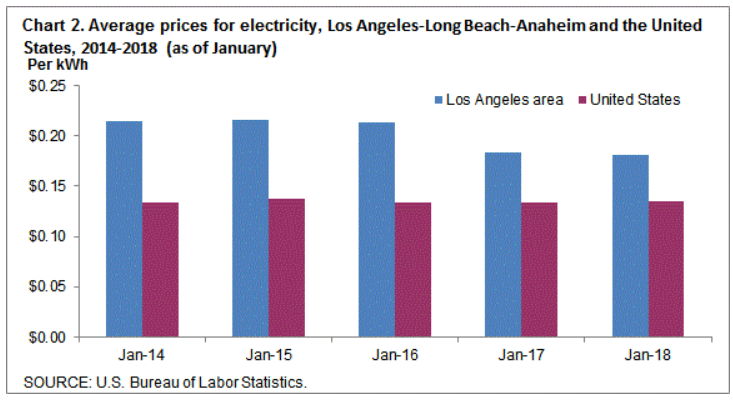 Chart 2. Average prices for electricity, Los Angeles-Long Beach-Anaheim and the United
States, 2014-2018 (as of January)
Per kWh
$0.25
$0.20
$0.15
$0.10
$0.05
$0.00
Los Angeles area United States
Jan-14 Jan-15 Jan-16 Jan-17 Jan-18
SOURCE: U.S. Bureau of Labor Statistics.